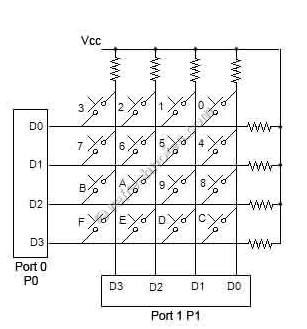 Vcc
3 2 1 0
D0
7 6 5 4
D1
B A 9 8
D2
F E D C
D3
Port 0
P0
D3 D2 D1 D0
Port 1 P1